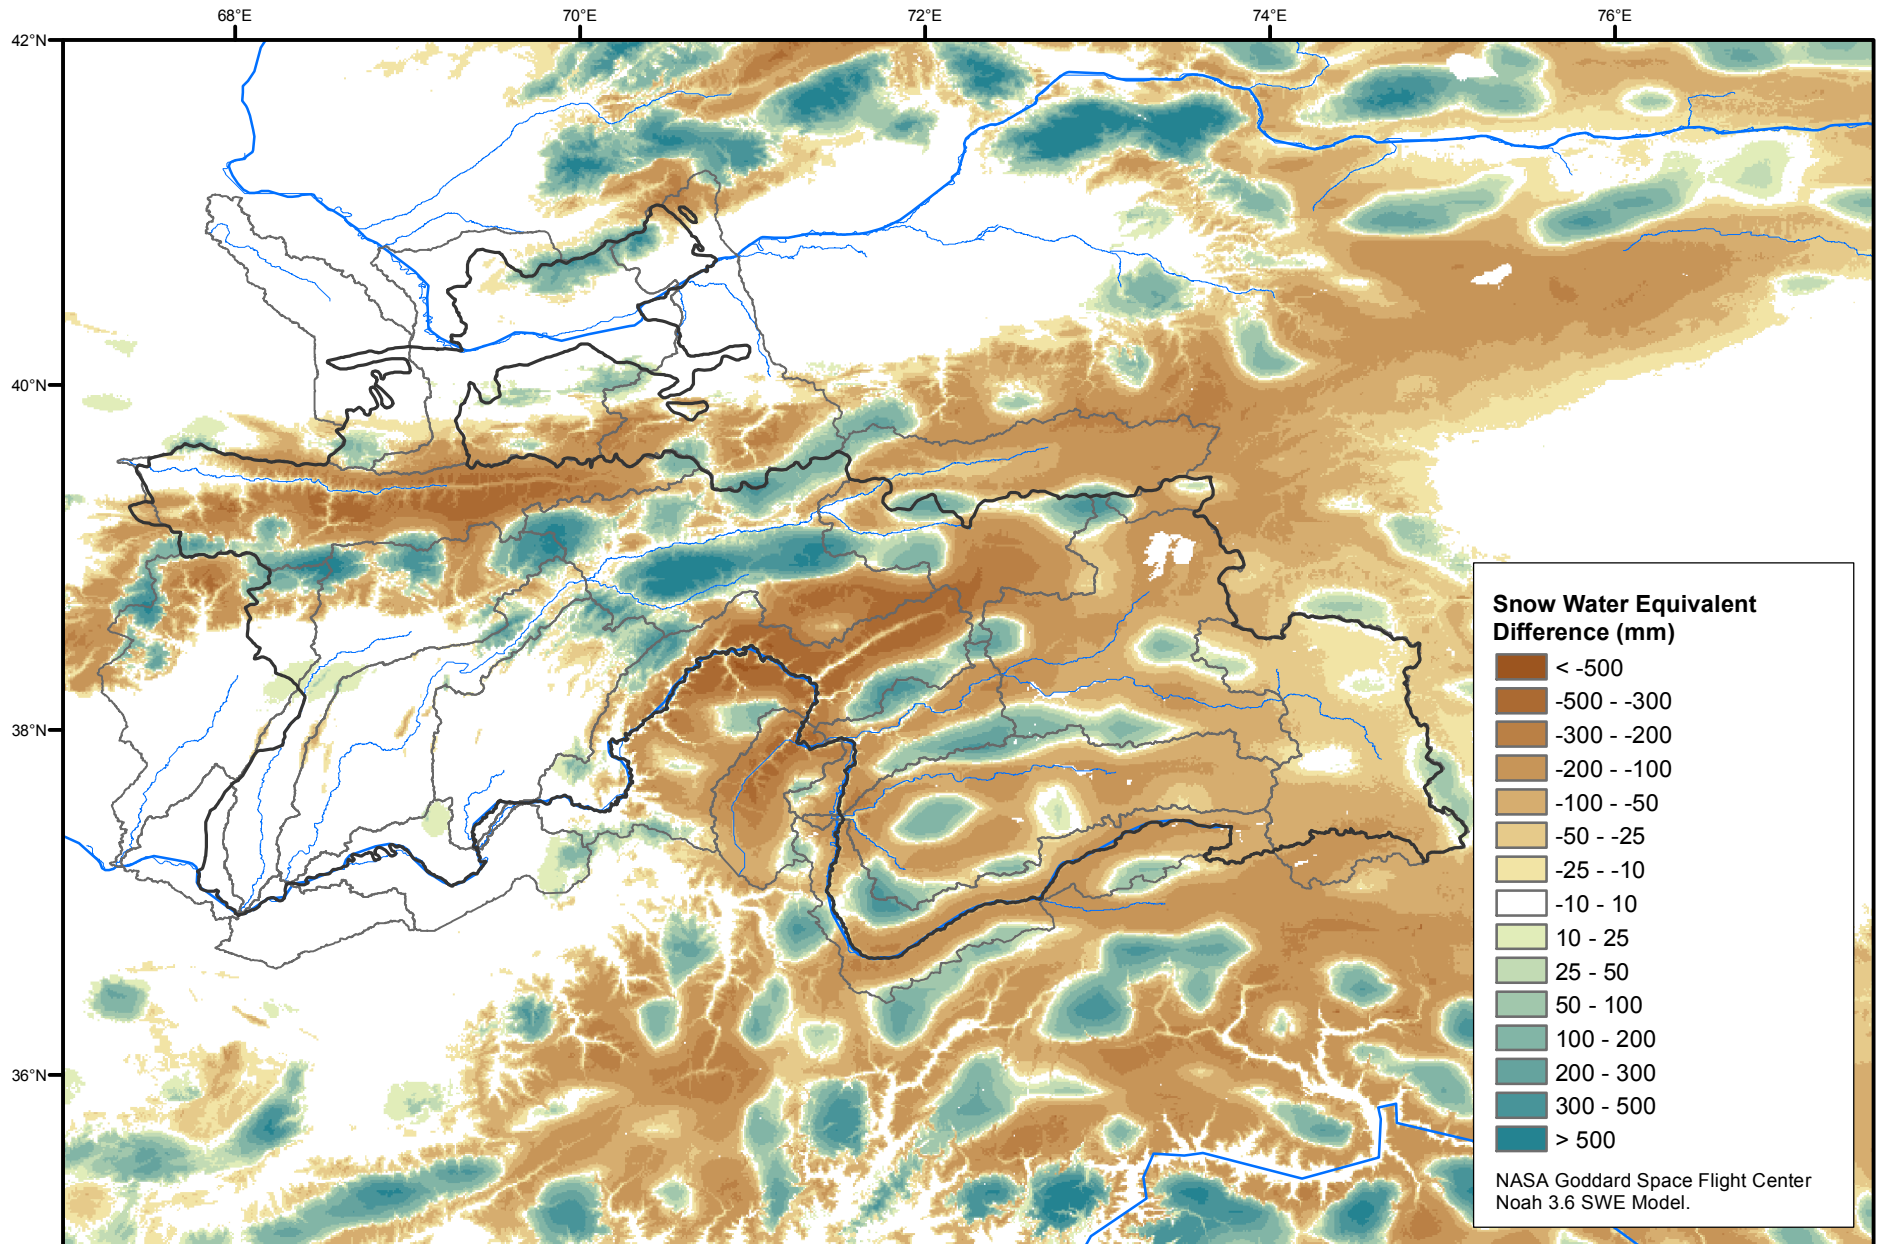 68°E
70°E
72°E
74°E
76°E
42°N
40°N
38°N
36°N
Snow Water Equivalent
Difference (mm)
< -500
-500 - -300
-300 - -200
-200 - -100
-100 - -50
-50 - -25
-25 - -10
-10 - 10
10 - 25
25 - 50
50 - 100
100 - 200
200 - 300
300 - 500
> 500
NASA Goddard Space Flight Center
Noah 3.6 SWE Model.